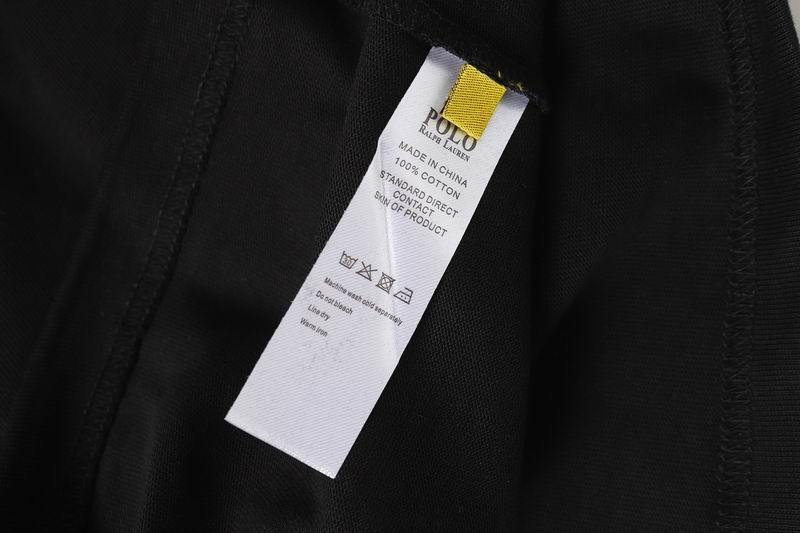 POLO
RALPH LAUREN
MADE IN CHINA
100% COTTON
STANDARD DIRECT
CONTACT
SKIN OF PRODUCT
30
Machine wash cold separately
Do not bleach
Line dry
Warm iron